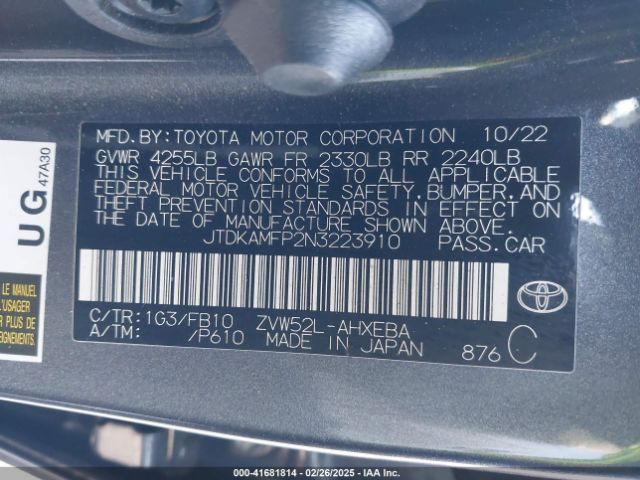 MFD. BY: TOYOTA MOTOR CORPORATION 10/22
GVWR 4255LB GAWR FR 2330LB RR 2240LB
THIS VEHICLE CONFORMS TO ALL APPLICABLE
FEDERAL MOTOR VEHICLE SAFETY, BUMPER, AND
THEFT PREVENTION STANDARDS IN EFFECT ON
THE DATE OF MANUFACTURE SHOWN ABOVE.
JTDKAMFP2N3223910 PASS.CAR
C/TR:1G3/FB10 ZVW52L-AHXEBA
A/TM: /P610 MADE IN JAPAN 876 C
UG
47A30
LE MANUEL
D'USAGER
000-41681814 - 02/26/2025 - IAA Inc.